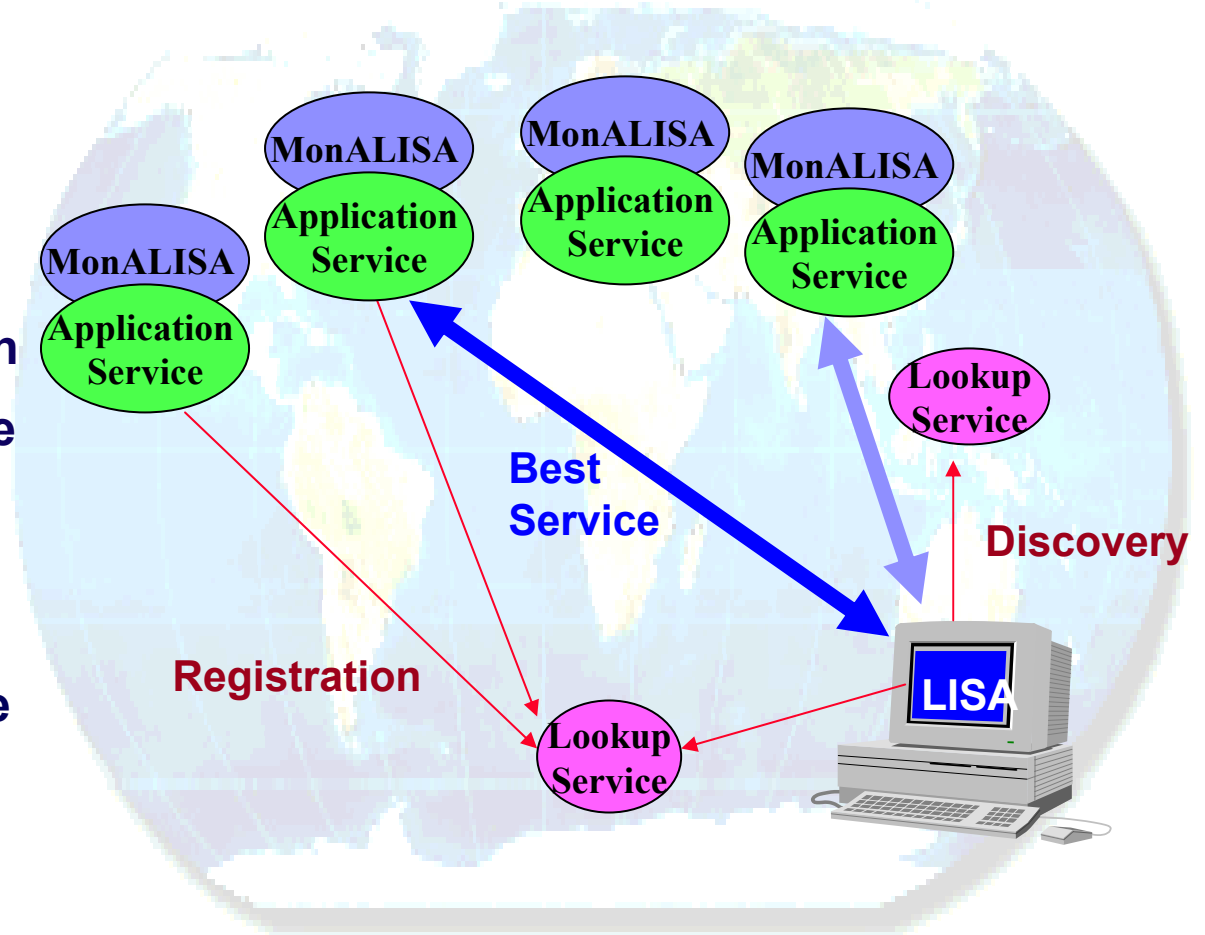 MonALISA
Application
Service
MonALISA
Application
Service
MonALISA
Application
Service
MonALISA
Application
Service
Lookup
Service
Best
Service
Discovery
Registration
LISA
Lookup
Service